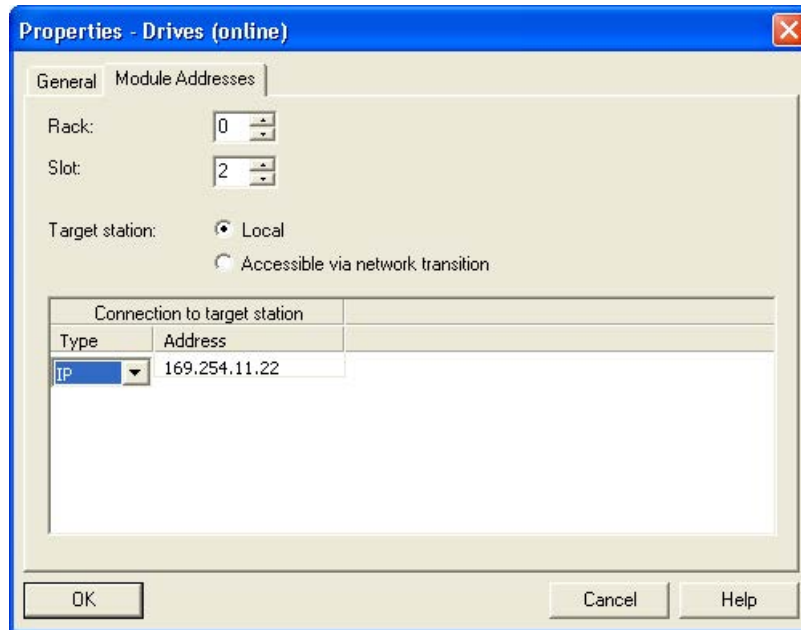 Properties - Drives (online)
General Module Addresses
Rack: 0
Slot: 2
Target station: Local
Accessible via network transition
Connection to target station
Type Address
IP 169.254.11.22
OK Cancel Help